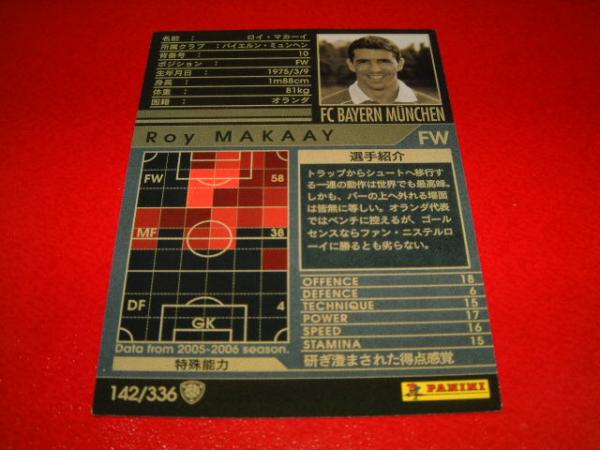 名前 : ロイ・マカーイ
所属クラブ : バイエルン・ミュンヘン
背番号 : 10
ポジション : FW
生年月日 : 1975/3/9
身長 : 1m88cm
体重 : 81kg
国籍 : オランダ
FC BAYERN MÜNCHEN
Roy MAKAAY FW
FW 58
MF 38
DF 4
GK
Data from 2005-2006 season.
選手紹介
トラップからシュートへ移行す
る一連の動作は世界でも最高峰。
しかも、バーの上へ外れる場面
は皆無に等しい。オランダ代表
ではベンチに控えるが、ゴール
センスならファン・ニステルロ
ーイに勝るとも劣らない。
OFFENCE 18
DEFENCE 6
TECHNIQUE 15
POWER 17
SPEED 16
STAMINA 15
特殊能力 研ぎ澄まされた得点感覚
142/336
PANINI